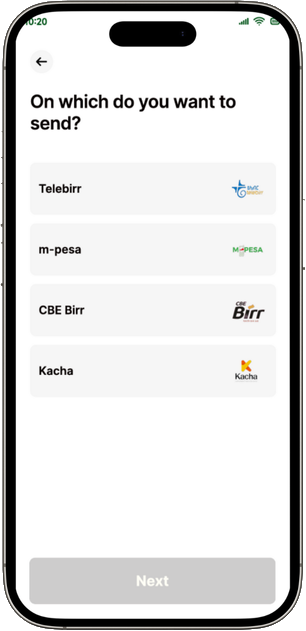 0:20
On which do you want to
send?
Telebirr
m-pesa
M-PESA
CBE Birr
CBE
Birr
Kacha
Kacha
Next